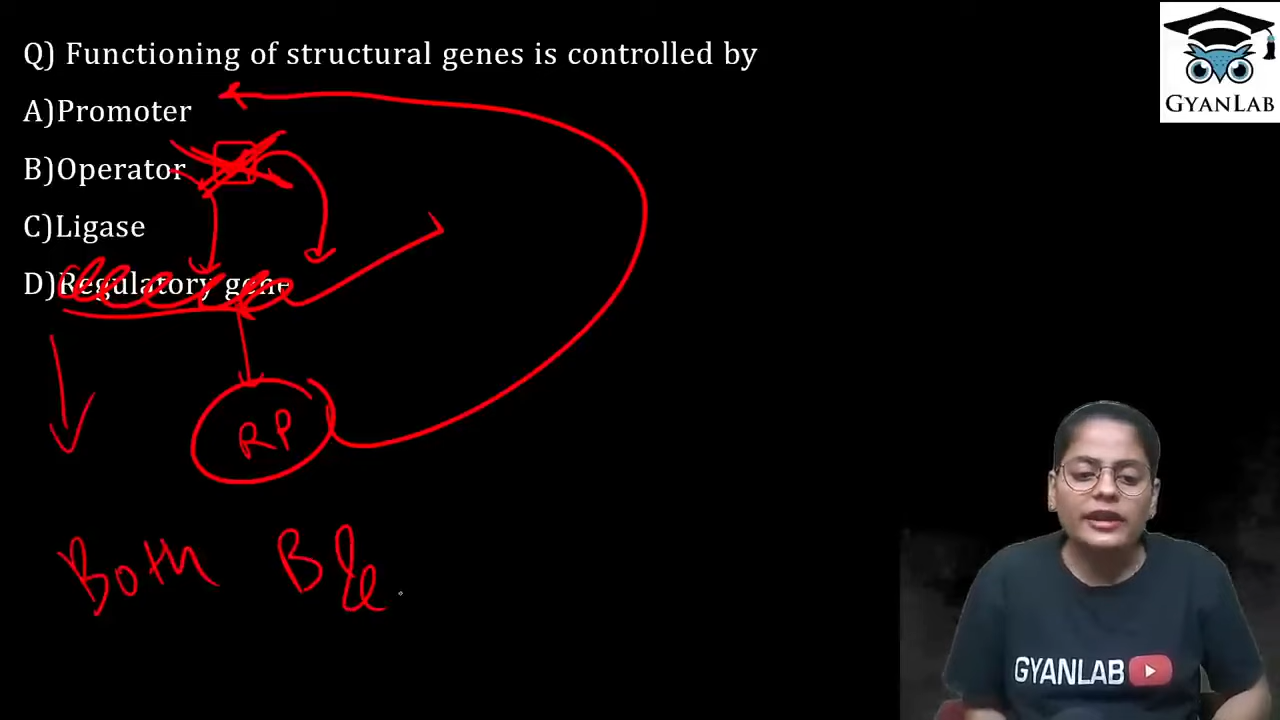 Q) Functioning of structural genes is controlled by
A)Promoter
B)Operator
C)Ligase
D)Regulatory gene
RP
Both B &
GYANLAB
GYANLAB